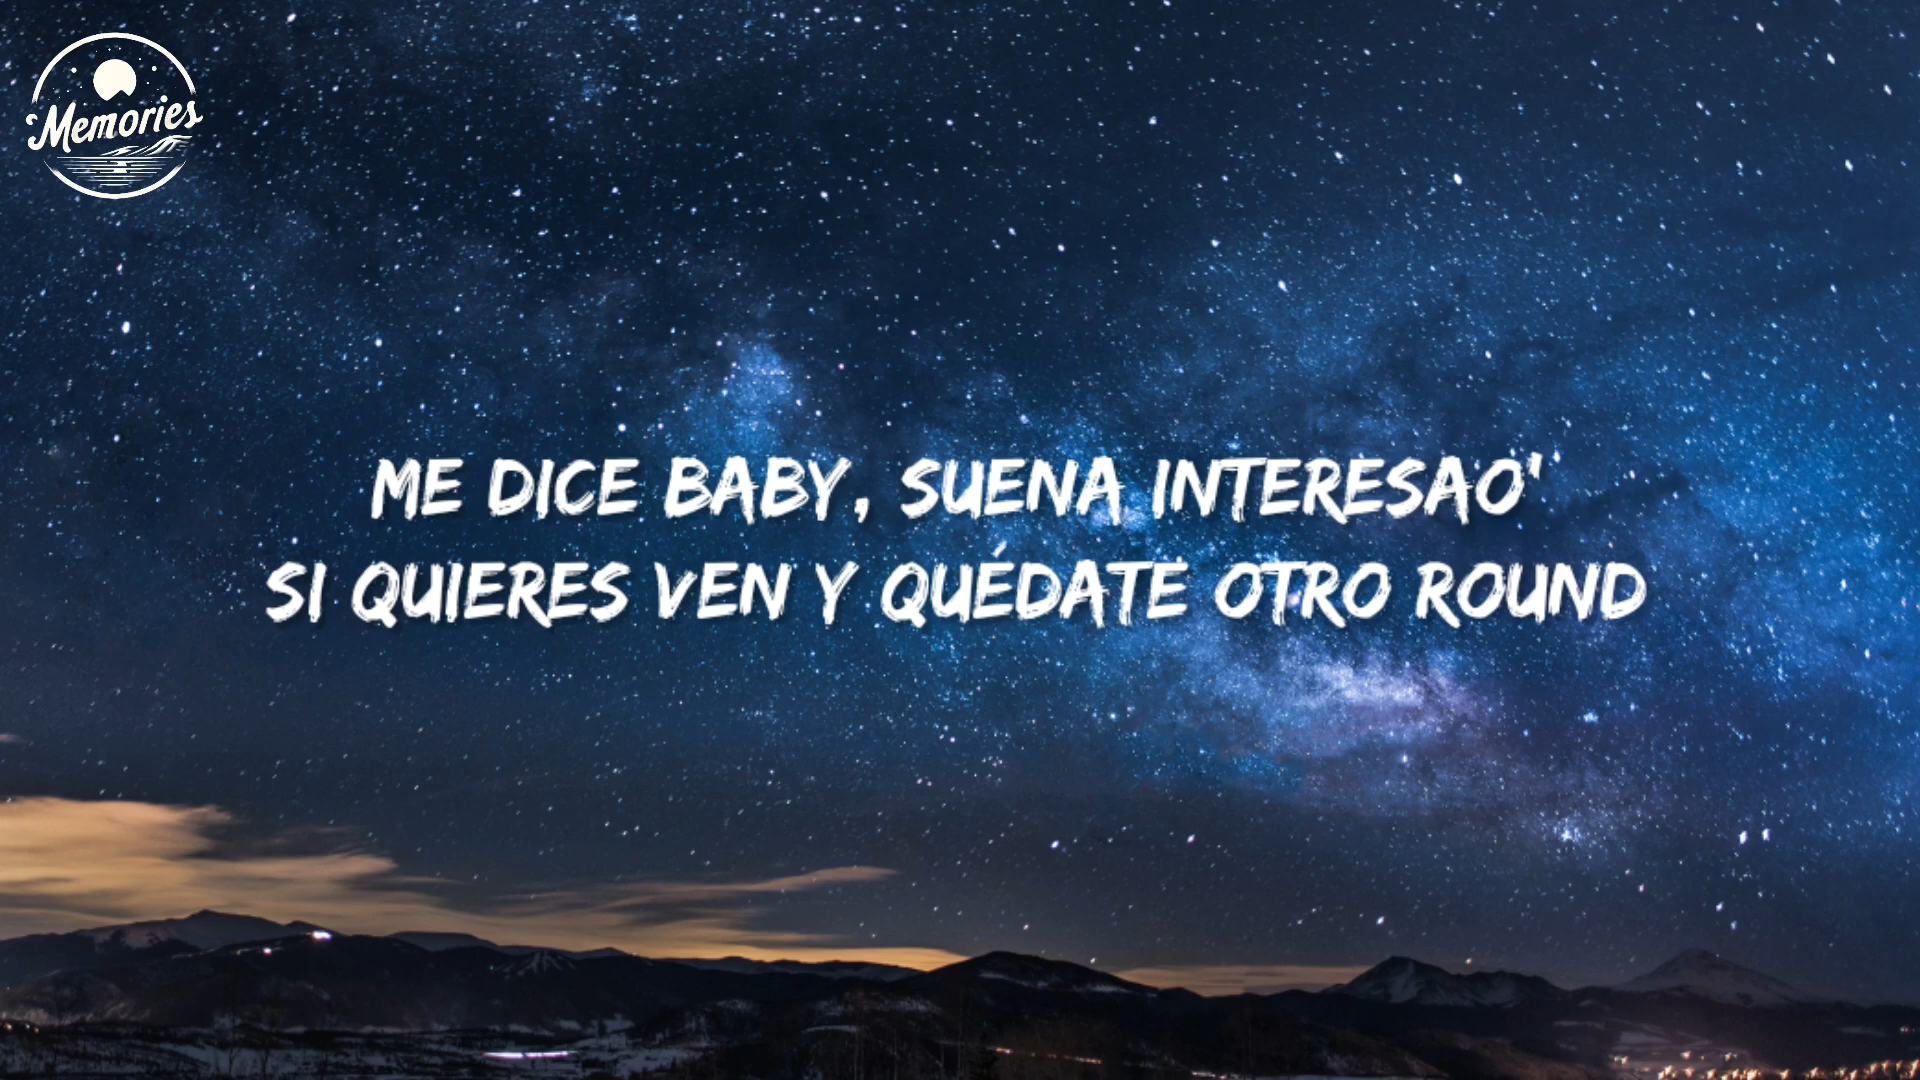 Memories
ME DICE BABY, SUENA INTERESAO'
SI QUIERES VEN Y QUÉDATE OTRO ROUND